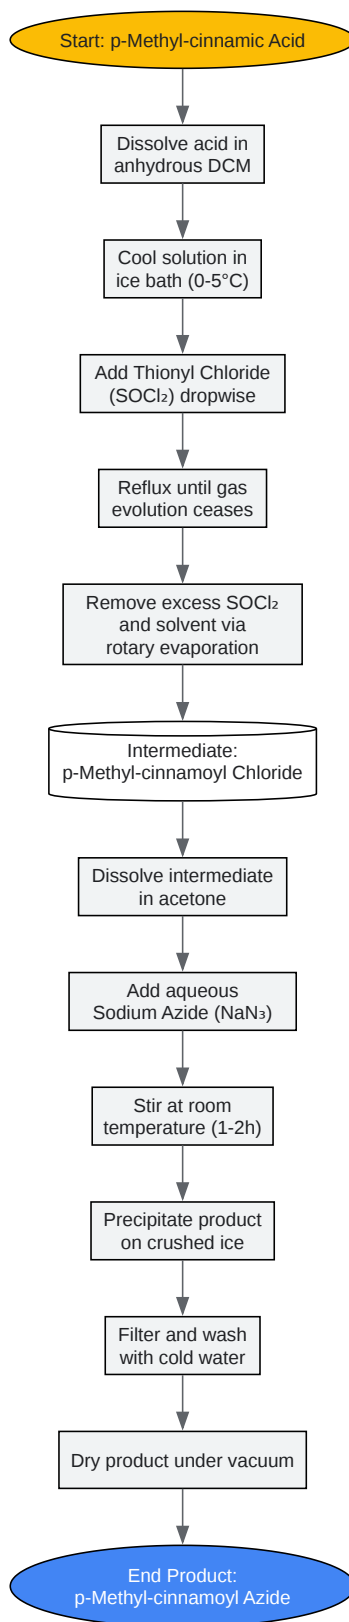 Start: p-Methyl-cinnamic Acid
Dissolve acid in
anhydrous DCM
Cool solution in
ice bath (0-5°C)
Add Thionyl Chloride
(SOCl₂) dropwise
Reflux until gas
evolution ceases
Remove excess SOCl₂
and solvent via
rotary evaporation
Intermediate:
p-Methyl-cinnamoyl Chloride
Dissolve intermediate
in acetone
Add aqueous
Sodium Azide (NaN₃)
Stir at room
temperature (1-2h)
Precipitate product
on crushed ice
Filter and wash
with cold water
Dry product under vacuum
End Product:
p-Methyl-cinnamoyl Azide